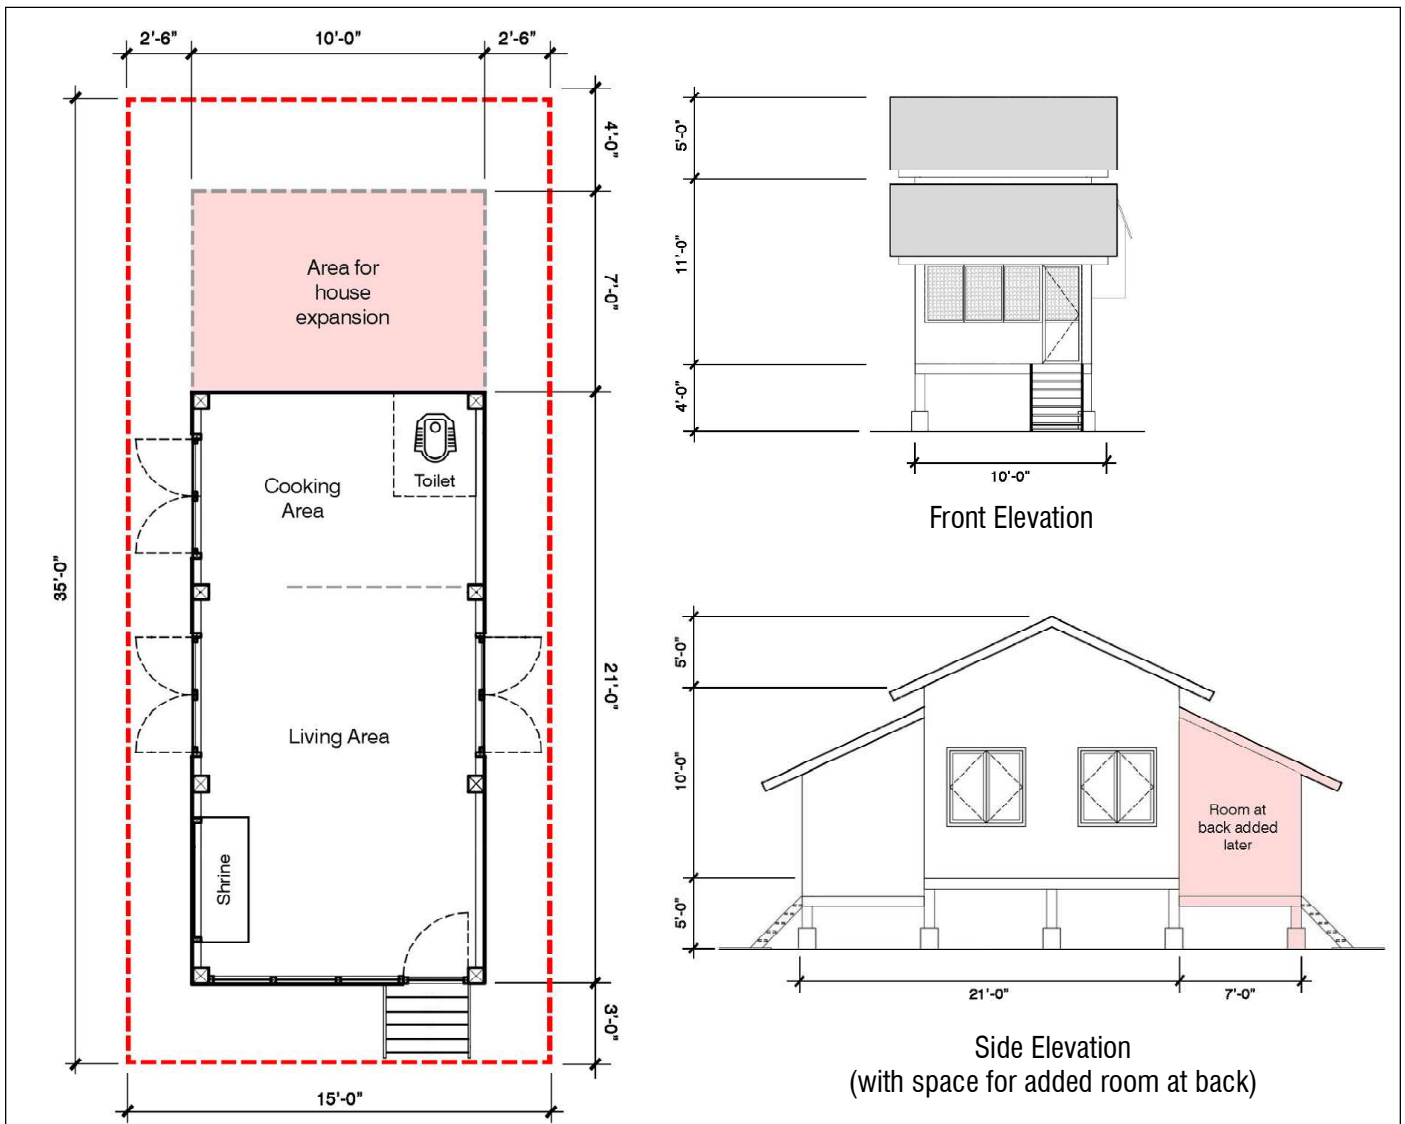 2'-6"
10'-0"
2'-6"
4'-0"
7'-0"
21'-0"
3'-0"
35'-0"
15'-0"
Area for
house
expansion
Toilet
Cooking
Area
Living Area
Shrine
5'-0"
11'-0"
4'-0"
10'-0"
Front Elevation
5'-0"
10'-0"
5'-0"
Room at
back added
later
21'-0"
7'-0"
Side Elevation
(with space for added room at back)